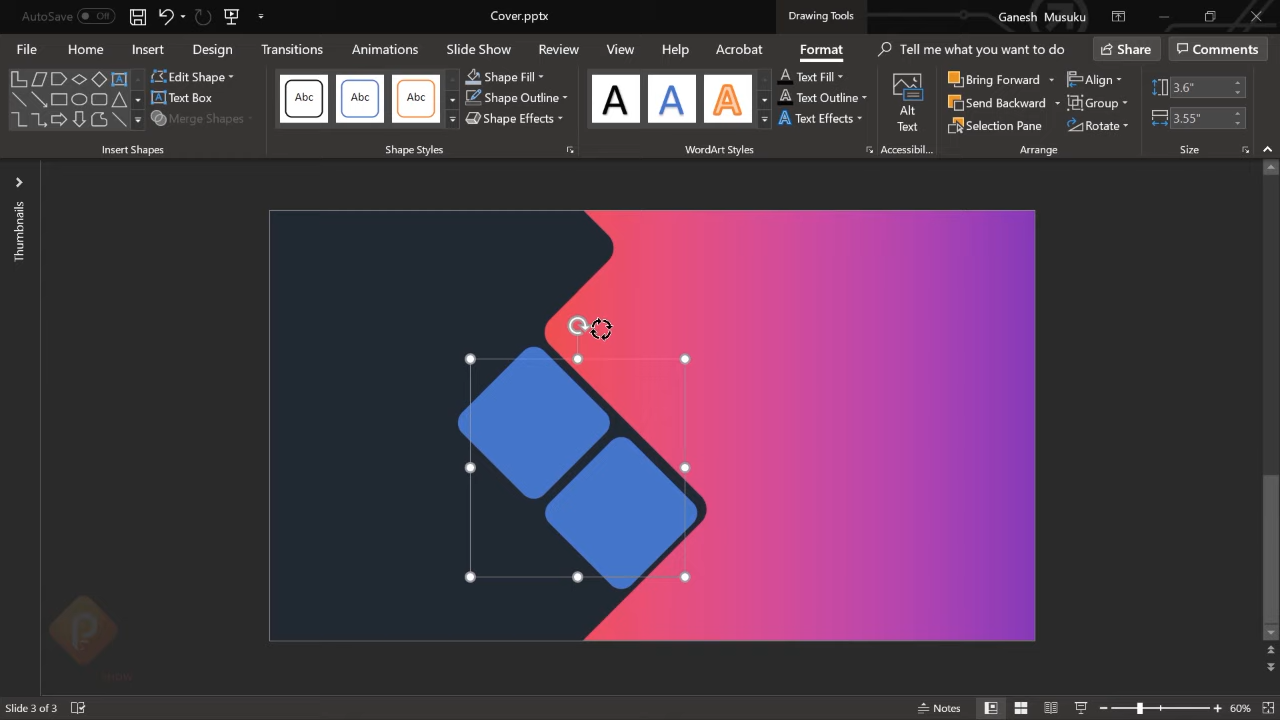 AutoSave Off Cover.pptx Drawing Tools Ganesh Musuku
File Home Insert Design Transitions Animations Slide Show Review View Help Acrobat Format Tell me what you want to do Share Comments
Edit Shape
Text Box
Merge Shapes
Insert Shapes
Abc Abc Abc
Shape Fill
Shape Outline
Shape Effects
Shape Styles
A A A
Text Fill
Text Outline
Text Effects
WordArt Styles
Alt
Text
Accessibil...
Bring Forward
Send Backward
Selection Pane
Align
Group
Rotate
Arrange
3.6"
3.55"
Size
Thumbnails
Slide 3 of 3 Notes 60%